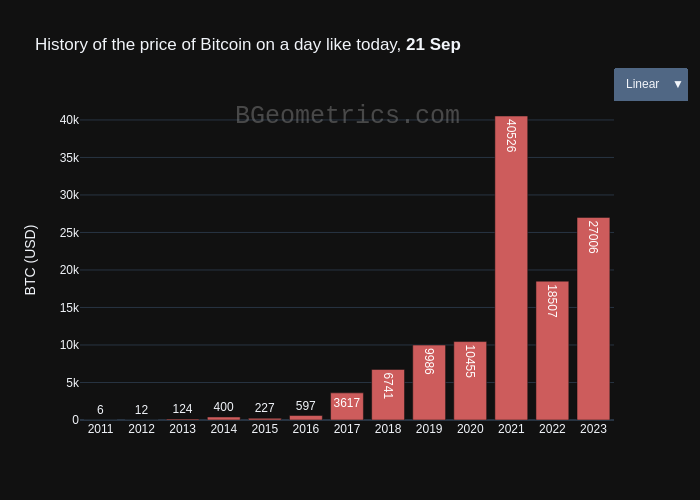 History of the price of Bitcoin on a day like today, 21 Sep
Linear ▼
BGeometrics.com
BTC (USD)
40k
35k
30k
25k
20k
15k
10k
5k
0
6 12 124 400 227 597 3617 6741 9986 10455 40526 18507 27006
2011 2012 2013 2014 2015 2016 2017 2018 2019 2020 2021 2022 2023